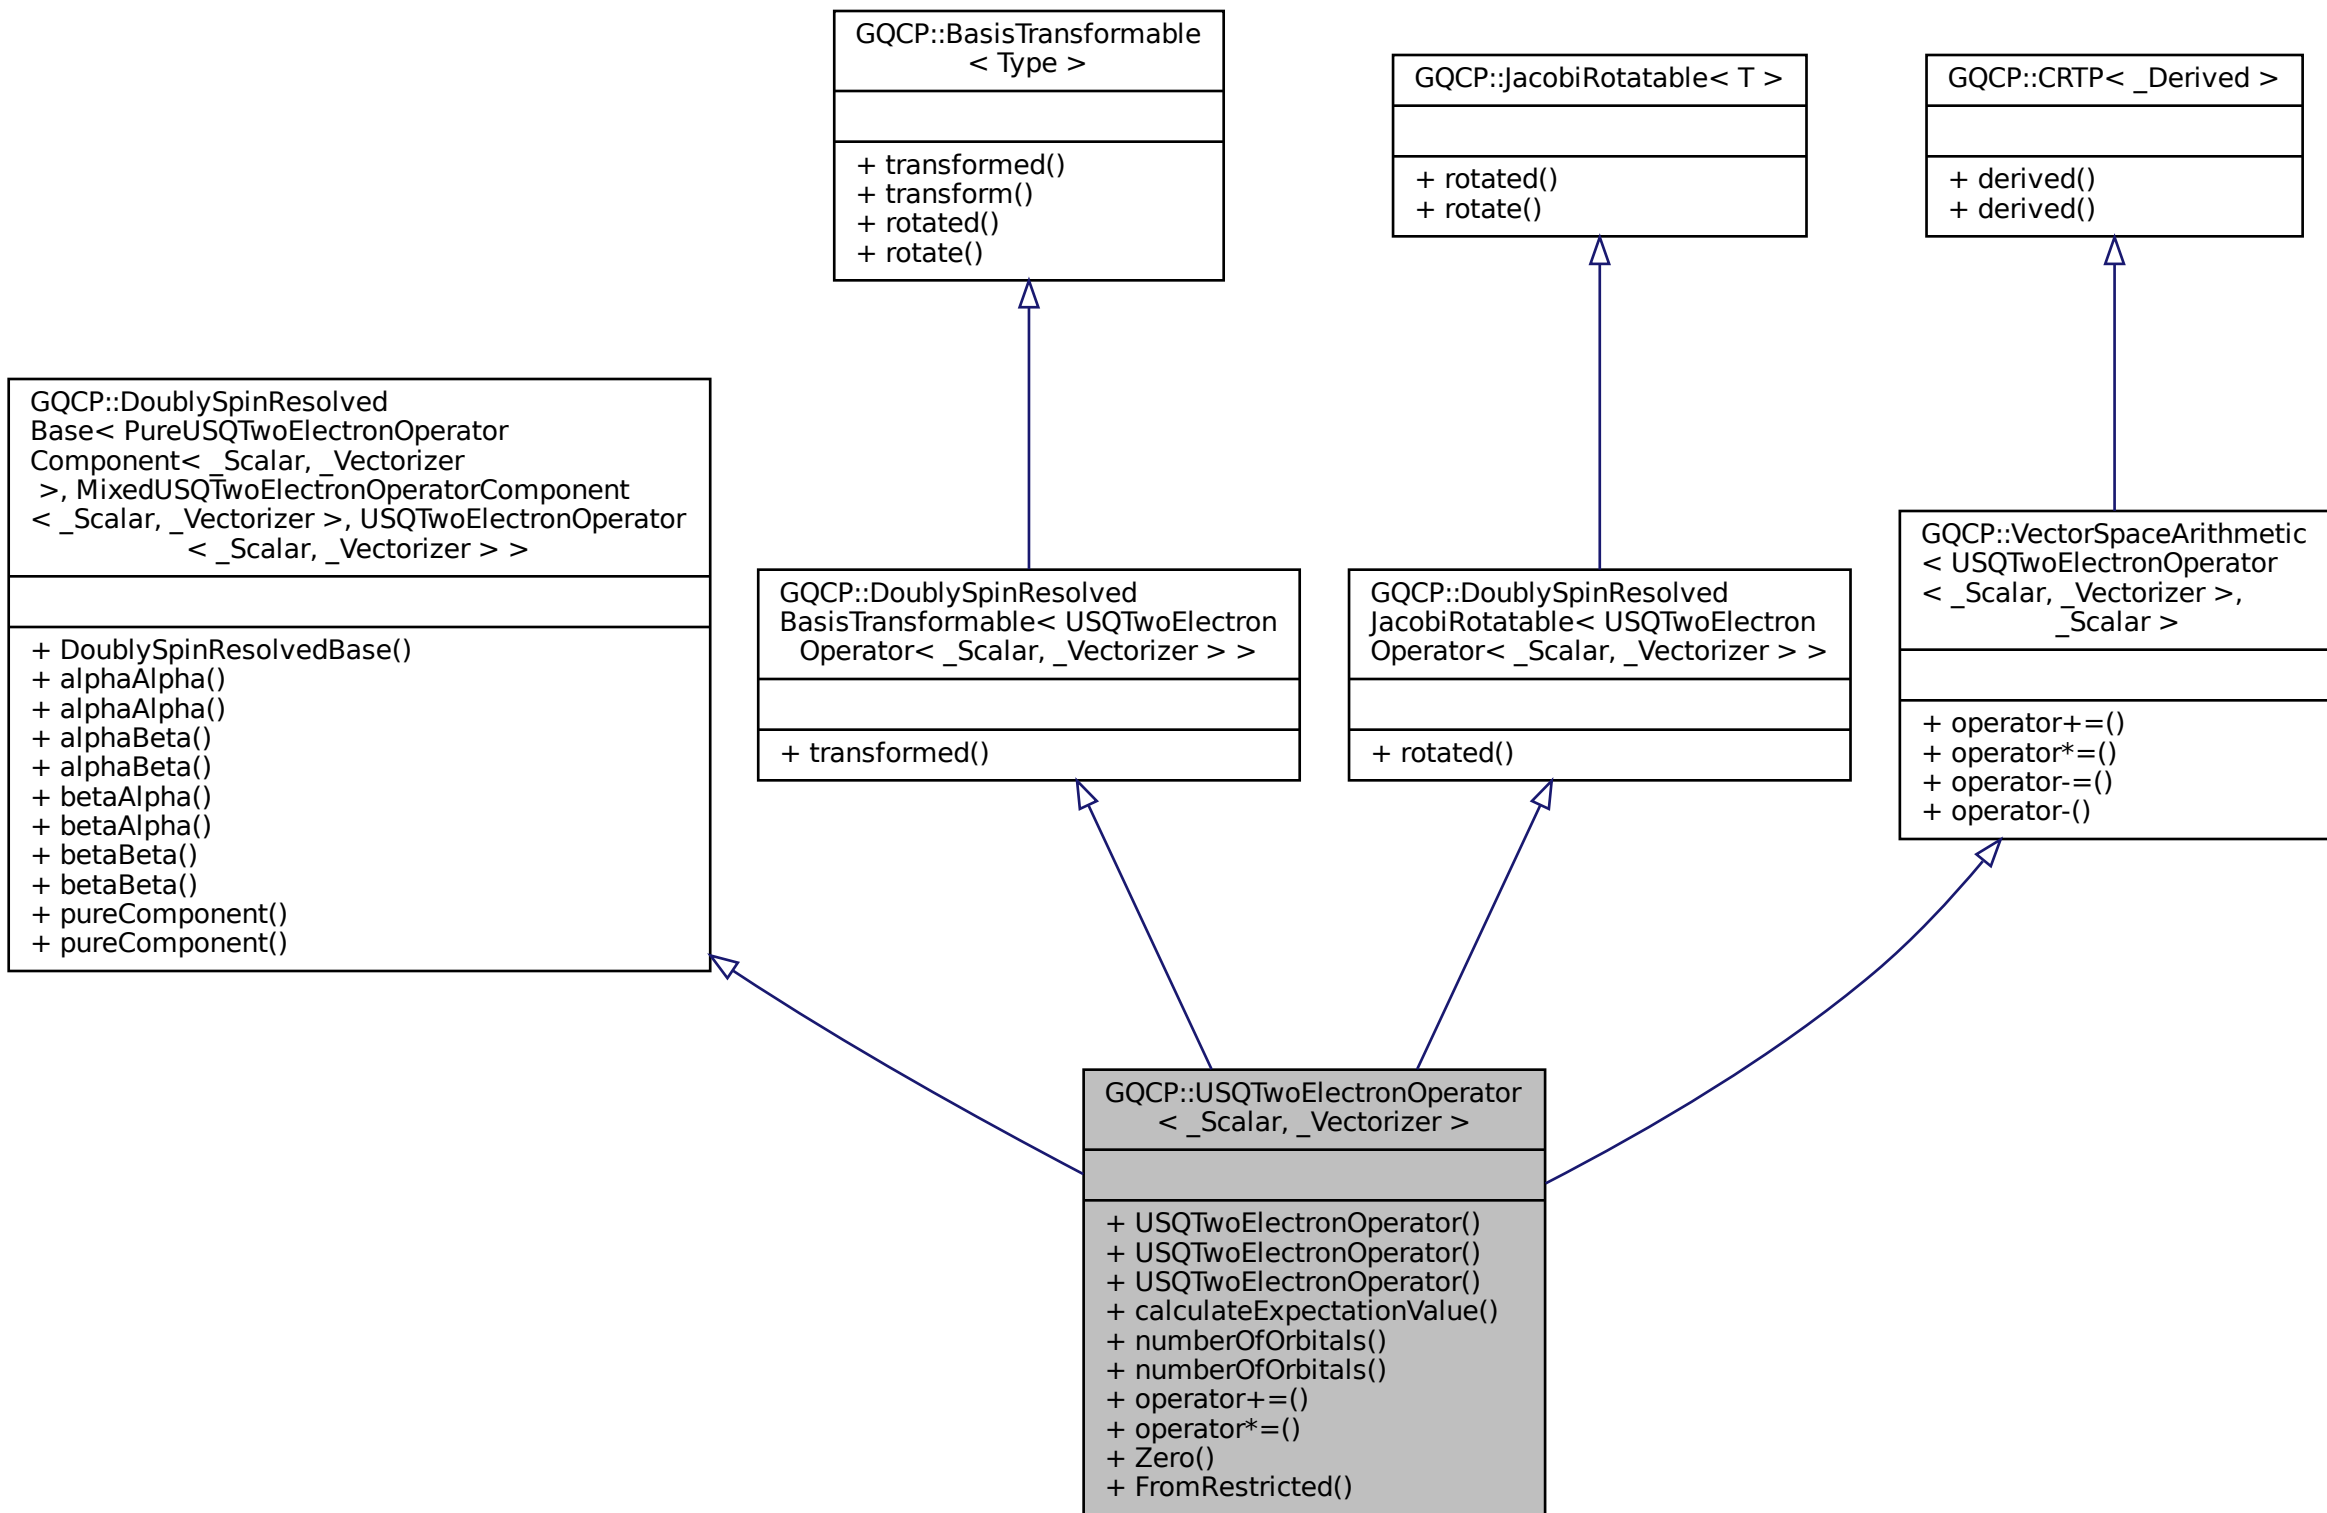 GQCP::BasisTransformable
< Type >
+ transformed()
+ transform()
+ rotated()
+ rotate()
GQCP::JacobiRotatable< T >
+ rotated()
+ rotate()
GQCP::CRTP< _Derived >
+ derived()
+ derived()
GQCP::DoublySpinResolved
Base< PureUSQTwoElectronOperator
Component< _Scalar, _Vectorizer
>, MixedUSQTwoElectronOperatorComponent
< _Scalar, _Vectorizer >, USQTwoElectronOperator
< _Scalar, _Vectorizer > >
+ DoublySpinResolvedBase()
+ alphaAlpha()
+ alphaAlpha()
+ alphaBeta()
+ alphaBeta()
+ betaAlpha()
+ betaAlpha()
+ betaBeta()
+ betaBeta()
+ pureComponent()
+ pureComponent()
GQCP::DoublySpinResolved
BasisTransformable< USQTwoElectron
Operator< _Scalar, _Vectorizer > >
+ transformed()
GQCP::DoublySpinResolved
JacobiRotatable< USQTwoElectron
Operator< _Scalar, _Vectorizer > >
+ rotated()
GQCP::VectorSpaceArithmetic
< USQTwoElectronOperator
< _Scalar, _Vectorizer >,
_Scalar >
+ operator+=()
+ operator*=()
+ operator-=()
+ operator-()
GQCP::USQTwoElectronOperator
< _Scalar, _Vectorizer >
+ USQTwoElectronOperator()
+ USQTwoElectronOperator()
+ USQTwoElectronOperator()
+ calculateExpectationValue()
+ numberOfOrbitals()
+ numberOfOrbitals()
+ operator+=()
+ operator*=()
+ Zero()
+ FromRestricted()